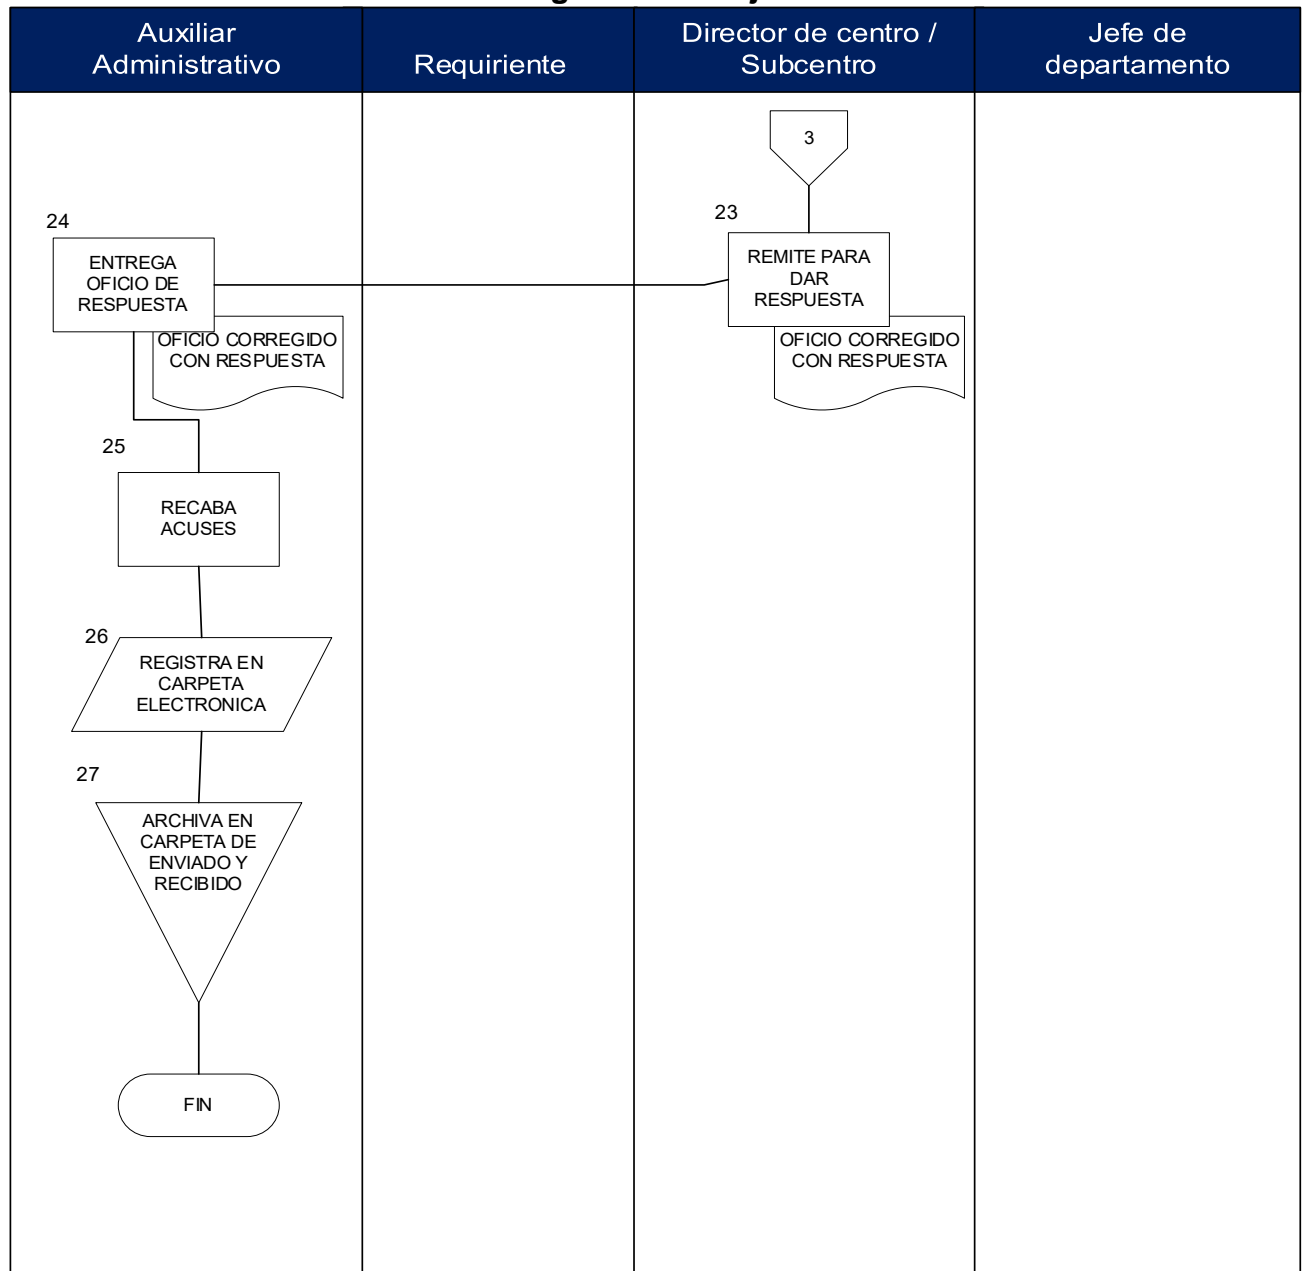 Auxiliar
Administrativo
Requiriente
Director de centro /
Subcentro
Jefe de
departamento
3
23
REMITE PARA
DAR
RESPUESTA
OFICIO CORREGIDO
CON RESPUESTA
24
ENTREGA
OFICIO DE
RESPUESTA
OFICIO CORREGIDO
CON RESPUESTA
25
RECABA
ACUSES
26
REGISTRA EN
CARPETA
ELECTRONICA
27
ARCHIVA EN
CARPETA DE
ENVIADO Y
RECIBIDO
FIN